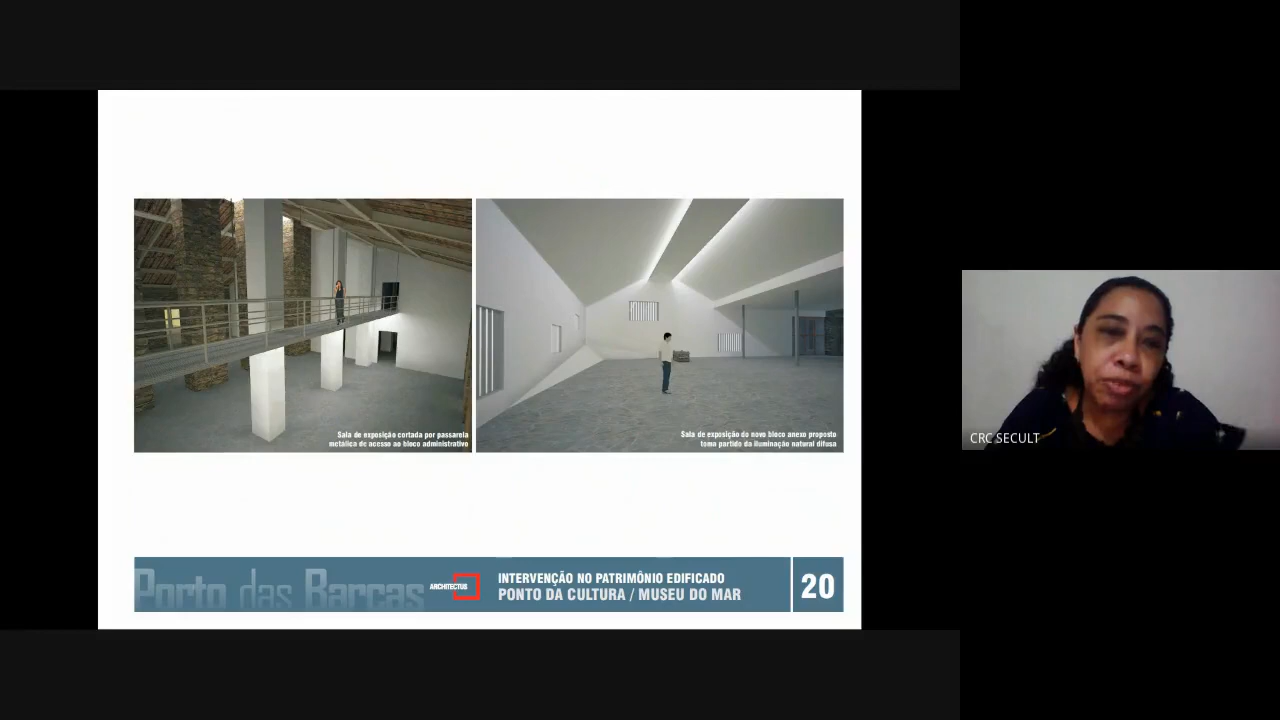 Sala de exposição cortada por passarela
metálica de acesso ao bloco administrativo
Sala de exposição do novo bloco anexo proposto
toma partido da iluminação natural difusa
CRC SECULT
Porto das Barcas
ARCHITECTUS
INTERVENÇÃO NO PATRIMÔNIO EDIFICADO
PONTO DA CULTURA / MUSEU DO MAR
20